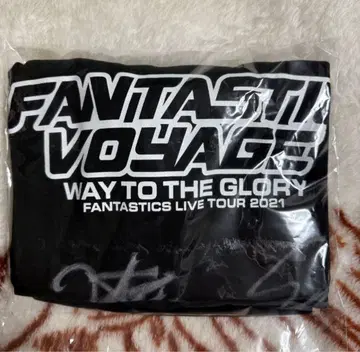 FANTASTI
VOYAGE
WAY TO THE GLORY
FANTASTICS LIVE TOUR 2021